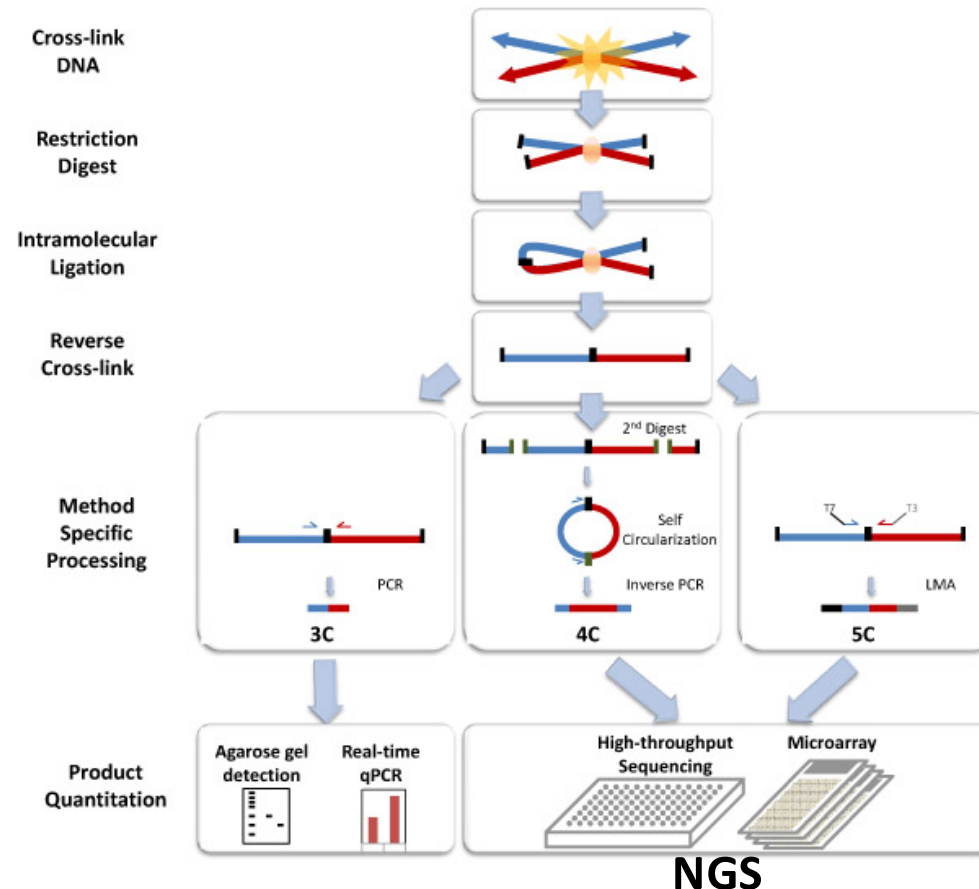 Cross-link
DNA
Restriction
Digest
Intramolecular
Ligation
Reverse
Cross-link
2nd Digest
Self
Circularization
Method
Specific
Processing
PCR
3C
Inverse PCR
4C
T7
T3
LMA
5C
Product
Quantitation
Agarose gel
detection
Real-time
qPCR
High-throughput
Sequencing
Microarray
NGS